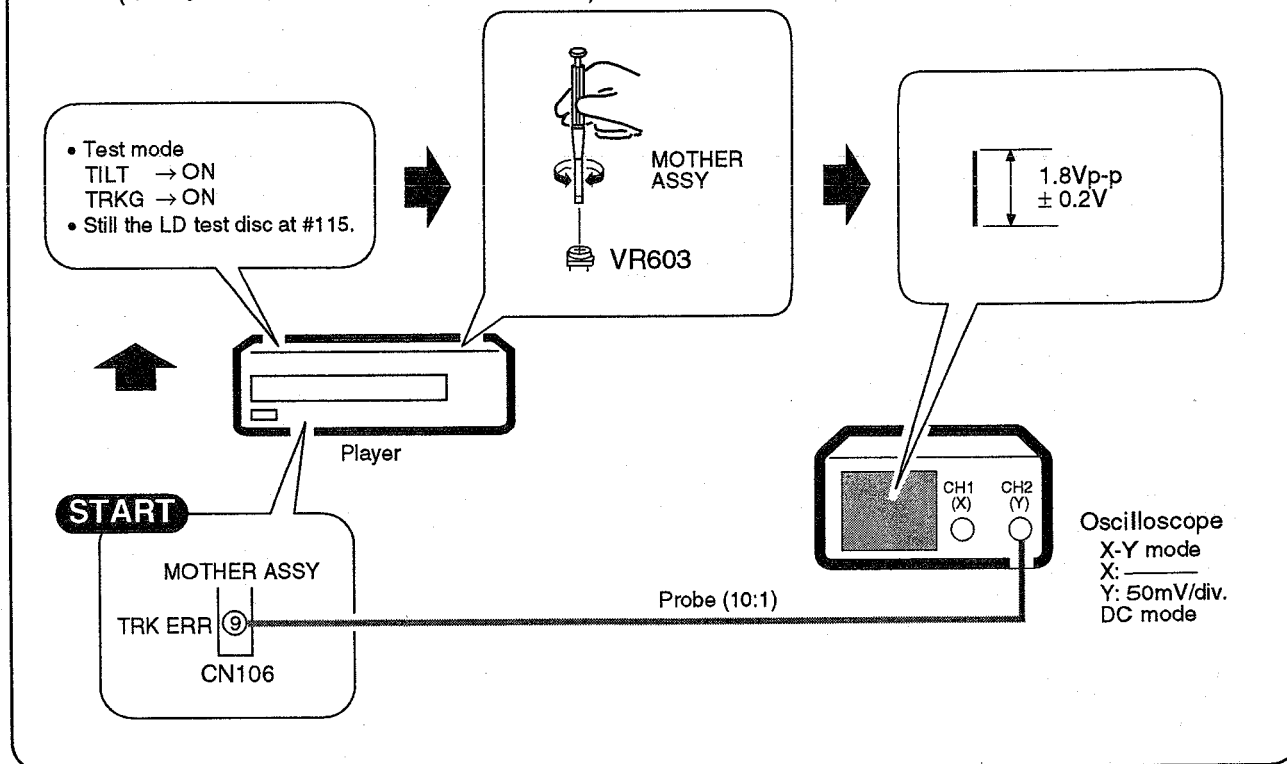 START
MOTHER ASSY
TRK ERR ⑨
CN106
• Test mode
TILT → ON
TRKG → ON
• Still the LD test disc at #115.
Player
MOTHER
ASSY
VR603
1.8Vp-p
± 0.2V
CH1
(X)
CH2
(Y)
Oscilloscope
X-Y mode
X: ———
Y: 50mV/div.
DC mode
Probe (10:1)